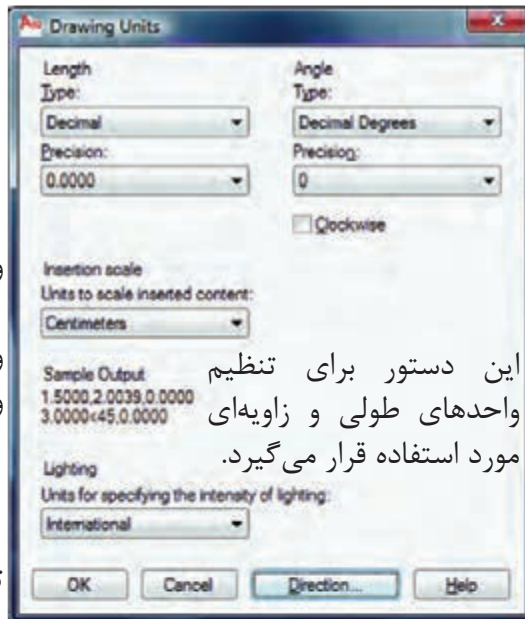 Drawing Units
Length
Type:
Decimal
Precision:
0.0000
Angle
Type:
Decimal Degrees
Precision:
0
Clockwise
Insertion scale
Units to scale inserted content:
Centimeters
Sample Output
1.5000,2.0039,0.0000
3.0000<45,0.0000
این دستور برای تنظیم
واحدهای طولی و زاویه‌ای
مورد استفاده قرار می‌گیرد.
Lighting
Units for specifying the intensity of lighting:
International
OK
Cancel
Direction...
Help